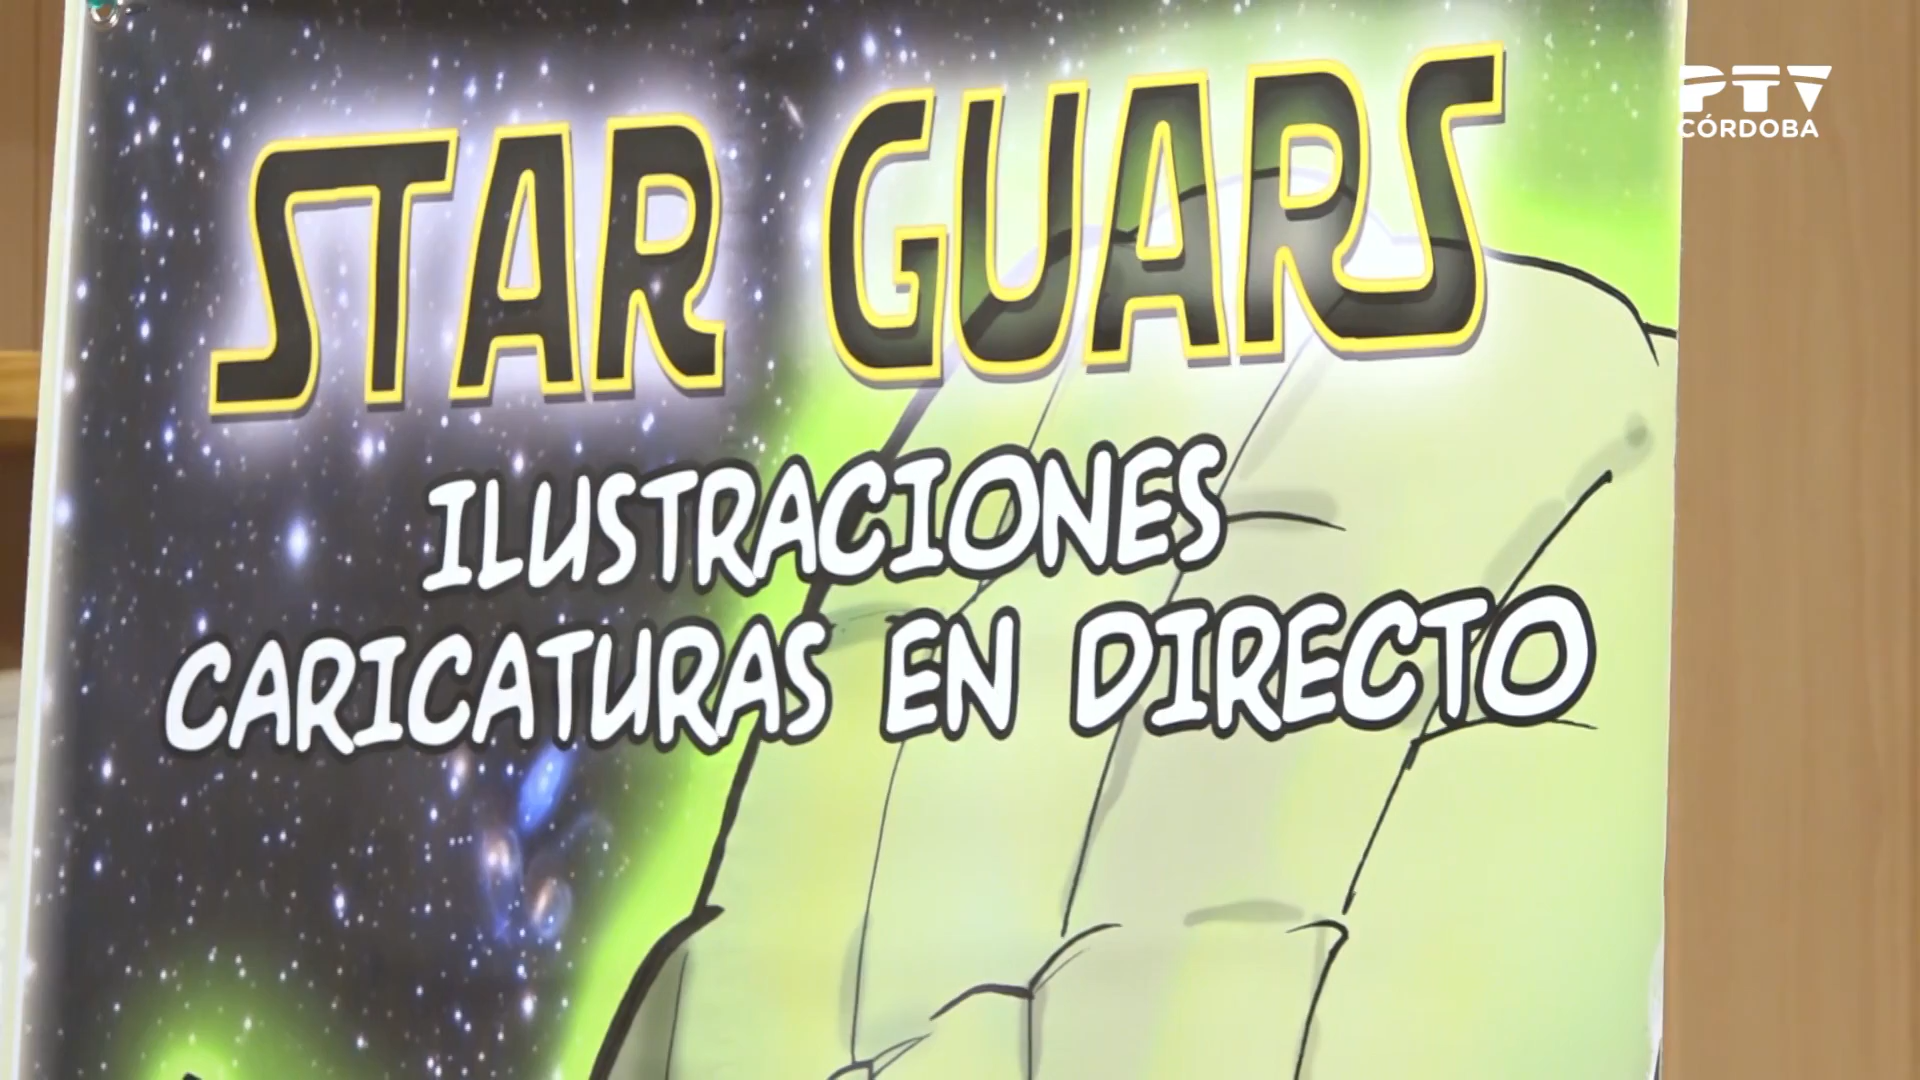 STAR GUARS
ILUSTRACIONES
CARICATURAS EN DIRECTO
PTV
CÓRDOBA